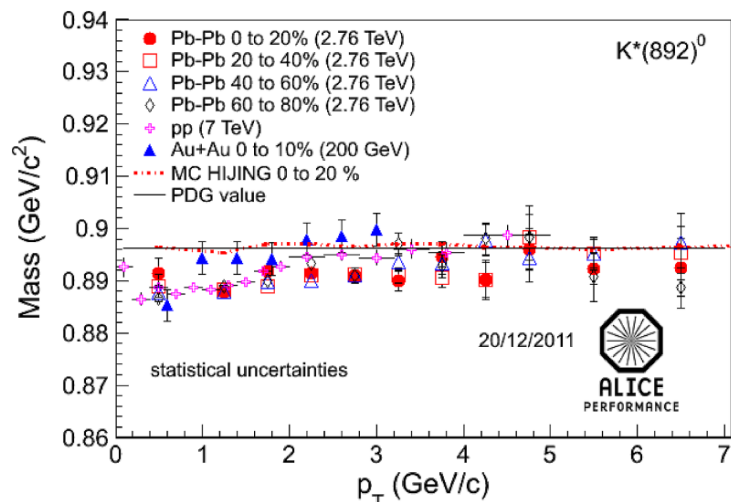 0.94
0.93
0.92
0.91
0.9
0.89
0.88
0.87
0.86
Mass (GeV/c²)
Pb-Pb 0 to 20% (2.76 TeV)
Pb-Pb 20 to 40% (2.76 TeV)
Pb-Pb 40 to 60% (2.76 TeV)
Pb-Pb 60 to 80% (2.76 TeV)
pp (7 TeV)
Au+Au 0 to 10% (200 GeV)
MC HIJING 0 to 20 %
PDG value
K*(892)⁰
20/12/2011
statistical uncertainties
ALICE
PERFORMANCE
0 1 2 3 4 5 6 7
p_T (GeV/c)